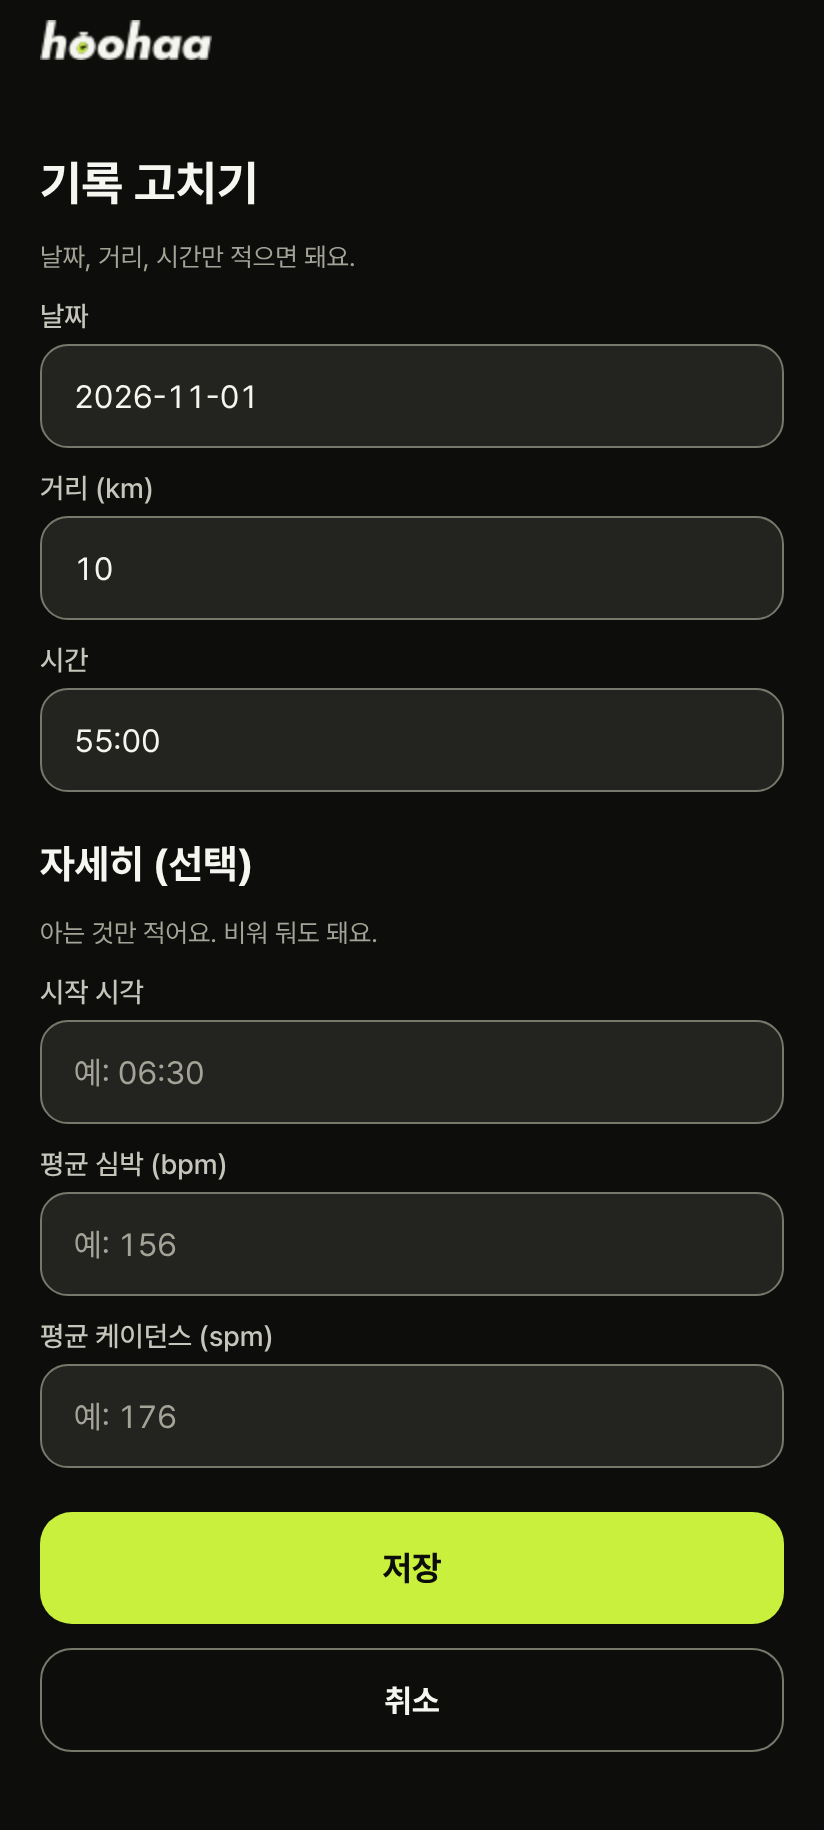 hoohaa
기록 고치기
날짜, 거리, 시간만 적으면 돼요.
날짜
2026-11-01
거리 (km)
10
시간
55:00
자세히 (선택)
아는 것만 적어요. 비워 둬도 돼요.
시작 시각
예: 06:30
평균 심박 (bpm)
예: 156
평균 케이던스 (spm)
예: 176
저장
취소